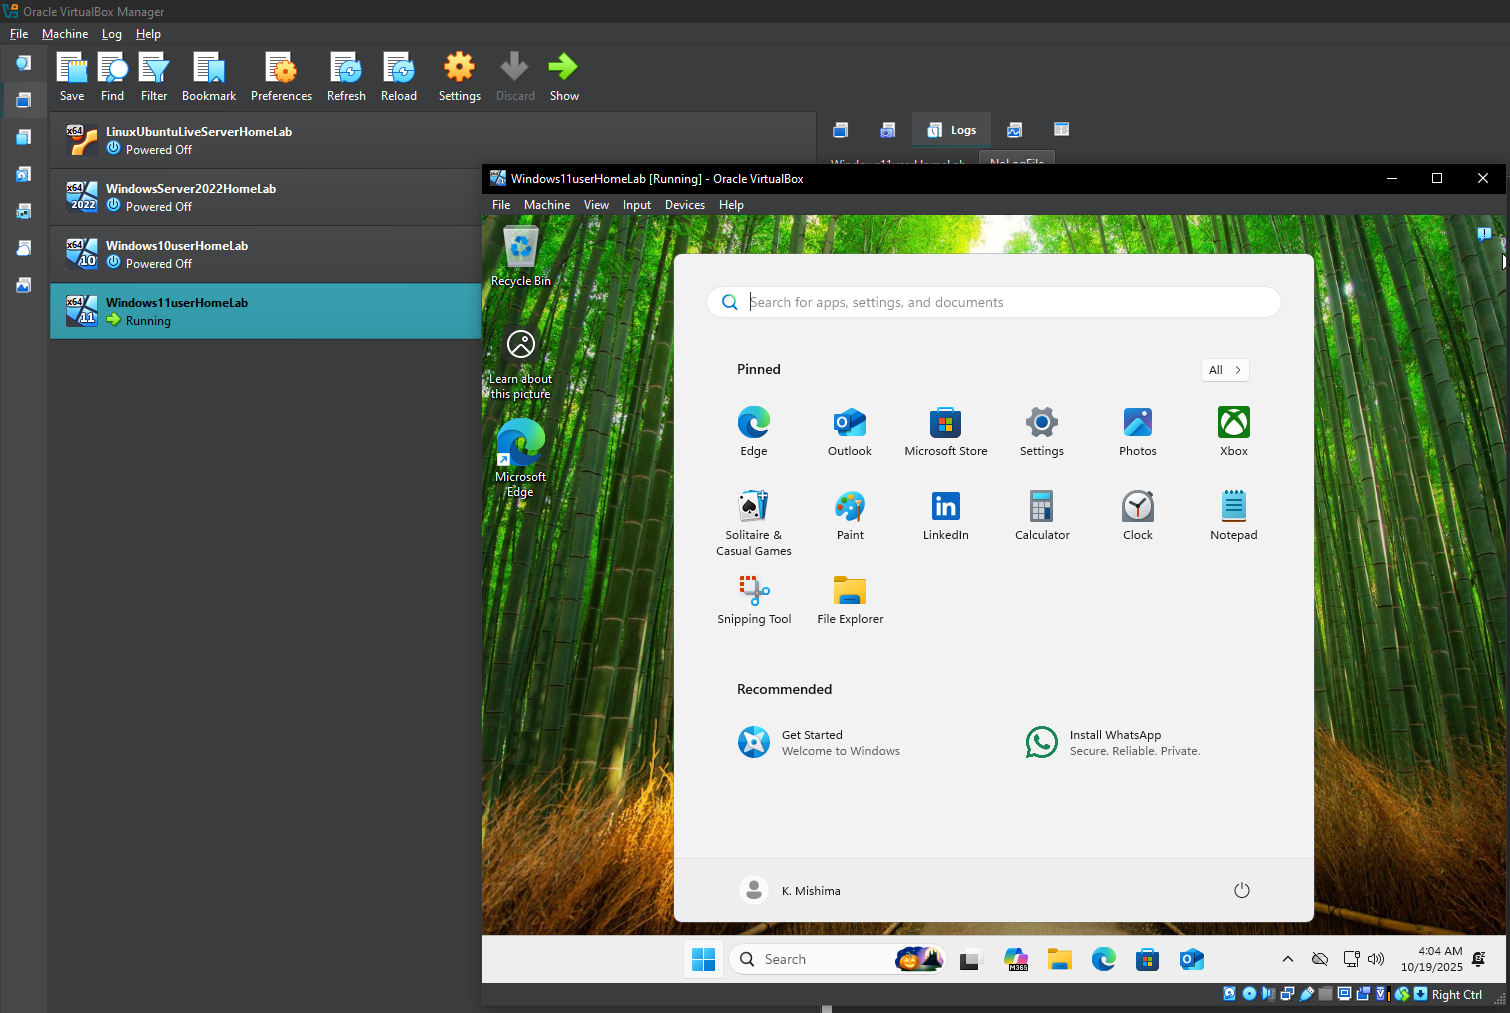 Oracle VirtualBox Manager
File Machine Log Help
Save Find Filter Bookmark Preferences Refresh Reload Settings Discard Show
x64 LinuxUbuntuLiveServerHomeLab
Powered Off
x64 2022 WindowsServer2022HomeLab
Powered Off
x64 10 Windows10userHomeLab
Powered Off
x64 11 Windows11userHomeLab
Running
Logs
Windows11userHomeLab NoLogFile
Windows11userHomeLab [Running] - Oracle VirtualBox
File Machine View Input Devices Help
Recycle Bin
Learn about
this picture
Microsoft
Edge
Search for apps, settings, and documents
Pinned All
Edge Outlook Microsoft Store Settings Photos Xbox
Solitaire &
Casual Games
Paint LinkedIn Calculator Clock Notepad
Snipping Tool File Explorer
Recommended
Get Started
Welcome to Windows
Install WhatsApp
Secure. Reliable. Private.
K. Mishima
Search
M365
4:04 AM
10/19/2025
Right Ctrl